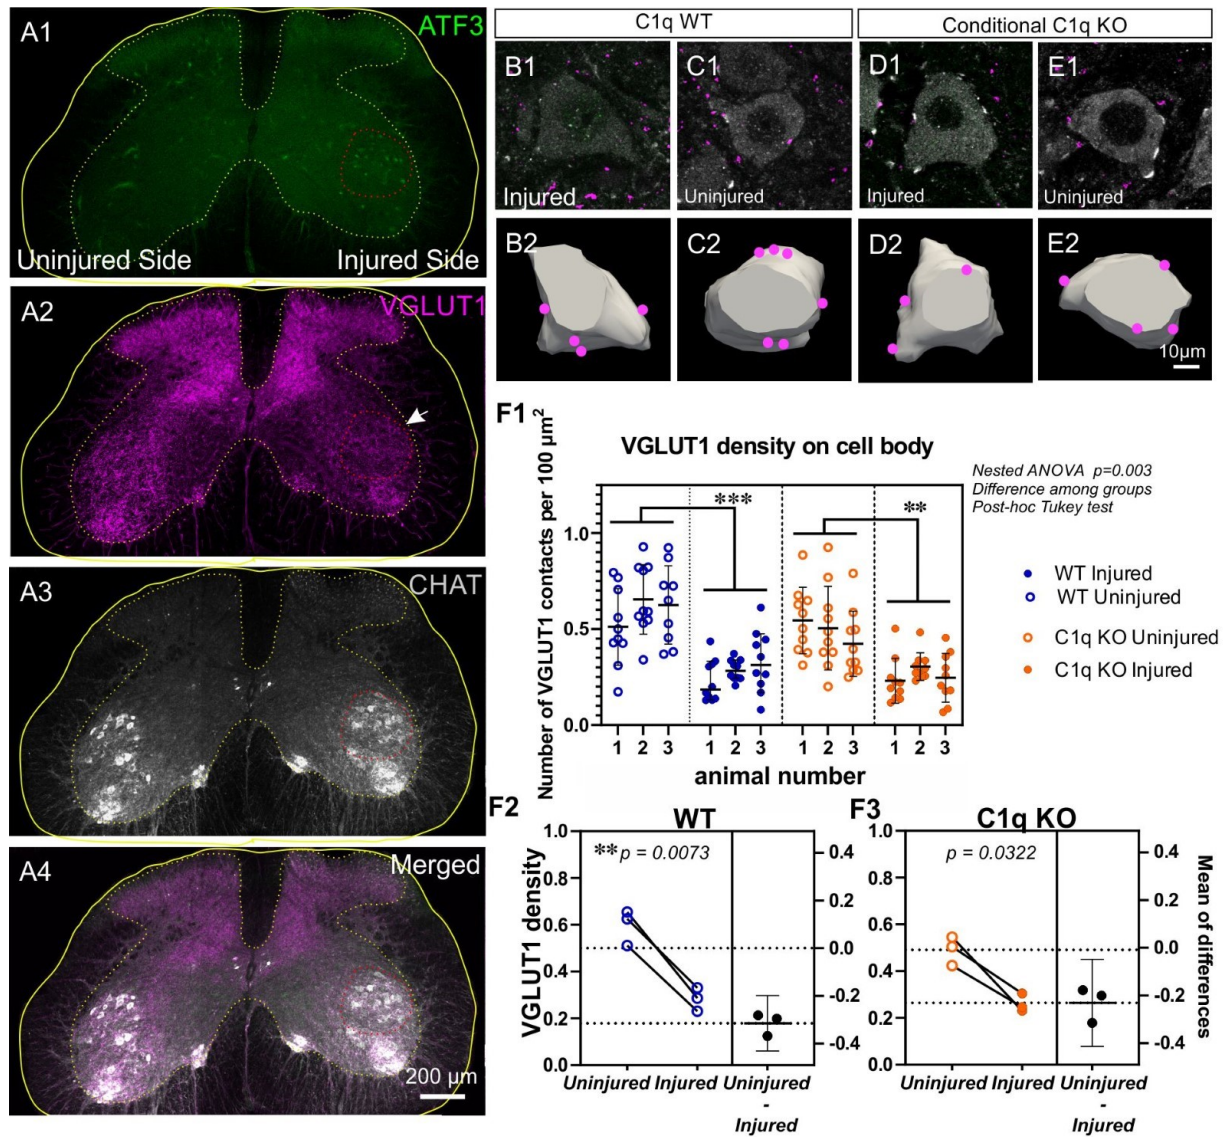 A1
ATF3
Uninjured Side
Injured Side
A2
VGLUT1
A3
CHAT
A4
Merged
200 µm
C1q WT
Conditional C1q KO
B1
Injured
C1
Uninjured
D1
Injured
E1
Uninjured
B2
C2
D2
E2
10µm
F1
VGLUT1 density on cell body
Number of VGLUT1 contacts per 100 µm²
1.0
0.5
0.0
***
**
1 2 3 1 2 3 1 2 3 1 2 3
animal number
Nested ANOVA p=0.003
Difference among groups
Post-hoc Tukey test
WT Injured
WT Uninjured
C1q KO Uninjured
C1q KO Injured
F2
WT
VGLUT1 density
1.0
0.8
0.6
0.4
0.2
0.0
**p = 0.0073
0.4
0.2
0.0
-0.2
-0.4
Uninjured Injured Uninjured
-
Injured
F3
C1q KO
1.0
0.8
0.6
0.4
0.2
0.0
p = 0.0322
0.4
0.2
0.0
-0.2
-0.4
Mean of differences
Uninjured Injured Uninjured
-
Injured